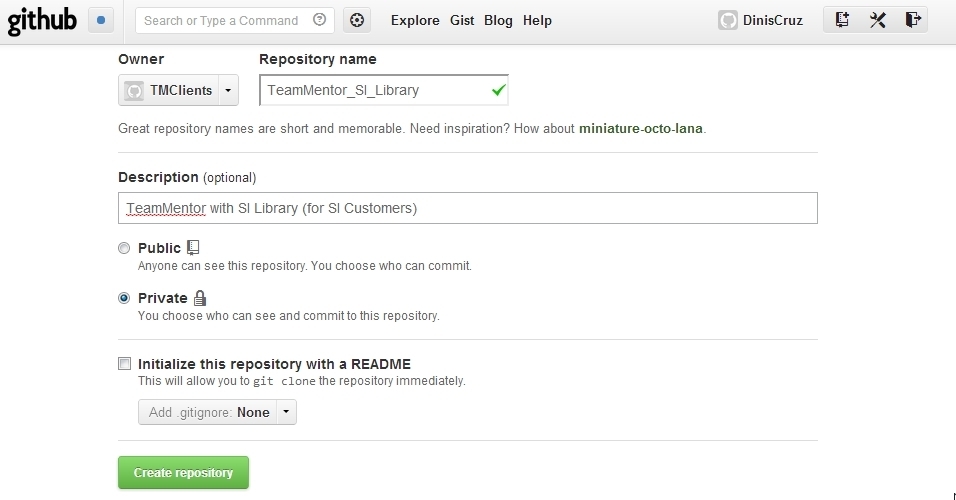 github Search or Type a Command Explore Gist Blog Help DinisCruz
Owner Repository name
TMClients TeamMentor_SI_Library
Great repository names are short and memorable. Need inspiration? How about miniature-octo-lana.
Description (optional)
TeamMentor with SI Library (for SI Customers)
Public
Anyone can see this repository. You choose who can commit.
Private
You choose who can see and commit to this repository.
Initialize this repository with a README
This will allow you to git clone the repository immediately.
Add .gitignore: None
Create repository